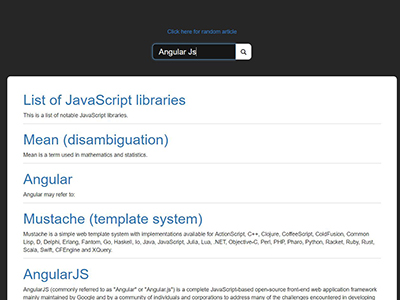 Click here for random article
Angular Js
List of JavaScript libraries
This is a list of notable JavaScript libraries.
Mean (disambiguation)
Mean is a term used in mathematics and statistics.
Angular
Angular may refer to:
Mustache (template system)
Mustache is a simple web template system with implementations available for ActionScript, C++, Clojure, CoffeeScript, ColdFusion, Common
Lisp, D, Delphi, Erlang, Fantom, Go, Haskell, Io, Java, JavaScript, Julia, Lua, .NET, Objective-C, Perl, PHP, Pharo, Python, Racket, Ruby, Rust,
Scala, Swift, CFEngine and XQuery.
AngularJS
AngularJS (commonly referred to as "Angular" or "Angular.js") is a complete JavaScript-based open-source front-end web application framework
mainly maintained by Google and by a community of individuals and corporations to address many of the challenges encountered in developing